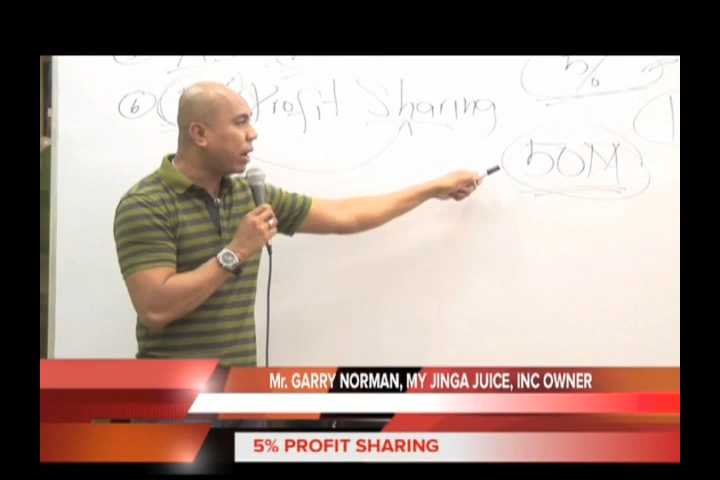 5%
6 Profit Sharing
50M
Mr. GARRY NORMAN, MY JINGA JUICE, INC OWNER
5% PROFIT SHARING